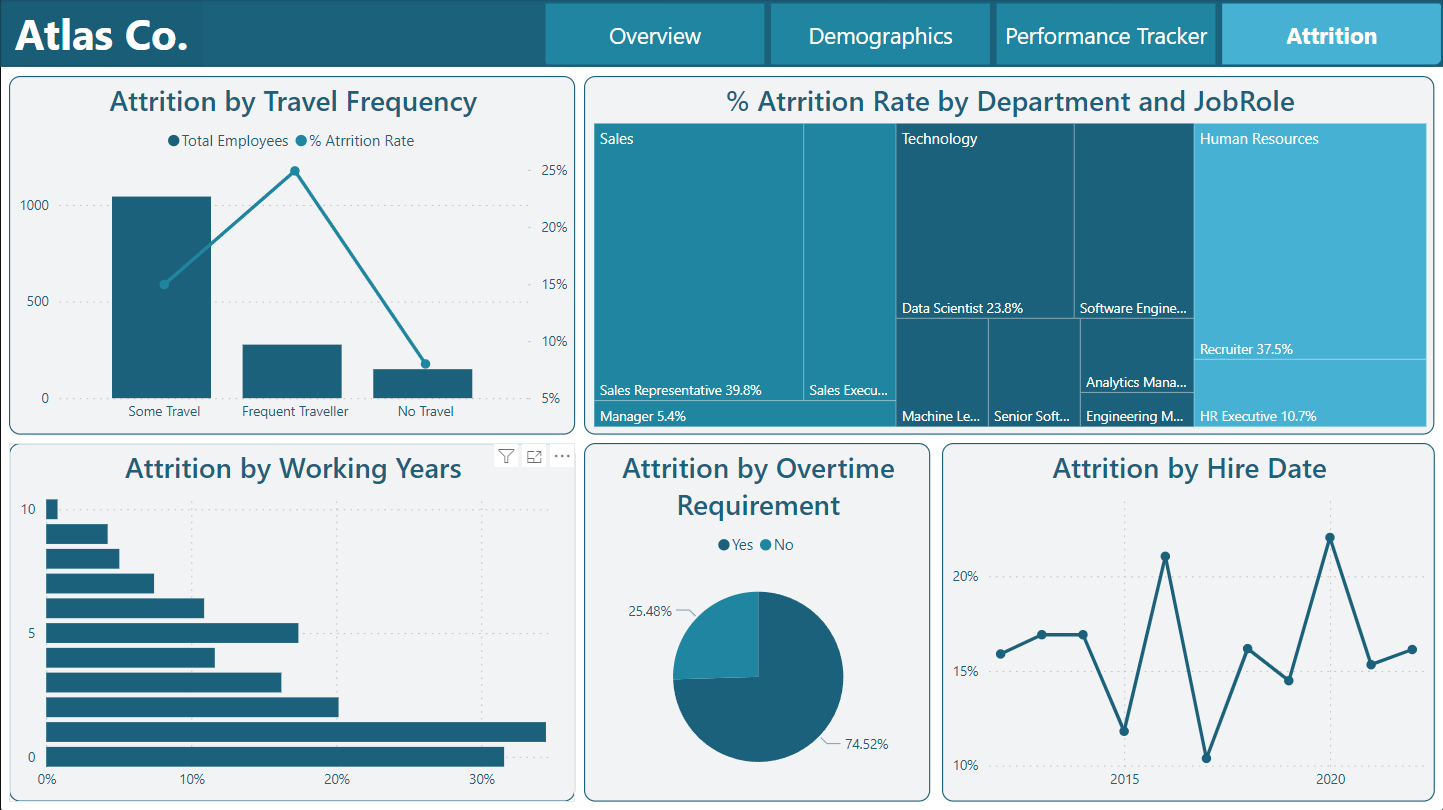 Atlas Co.
Overview
Demographics
Performance Tracker
Attrition
Attrition by Travel Frequency
Total Employees
% Atrrition Rate
1000
500
0
25%
20%
15%
10%
5%
Some Travel
Frequent Traveller
No Travel
% Atrrition Rate by Department and JobRole
Sales
Sales Representative 39.8%
Sales Execu...
Manager 5.4%
Technology
Data Scientist 23.8%
Software Engine...
Machine Le...
Senior Soft...
Analytics Mana...
Engineering M...
Human Resources
Recruiter 37.5%
HR Executive 10.7%
Attrition by Working Years
10
5
0
0%
10%
20%
30%
Attrition by Overtime
Requirement
Yes
No
25.48%
74.52%
Attrition by Hire Date
20%
15%
10%
2015
2020